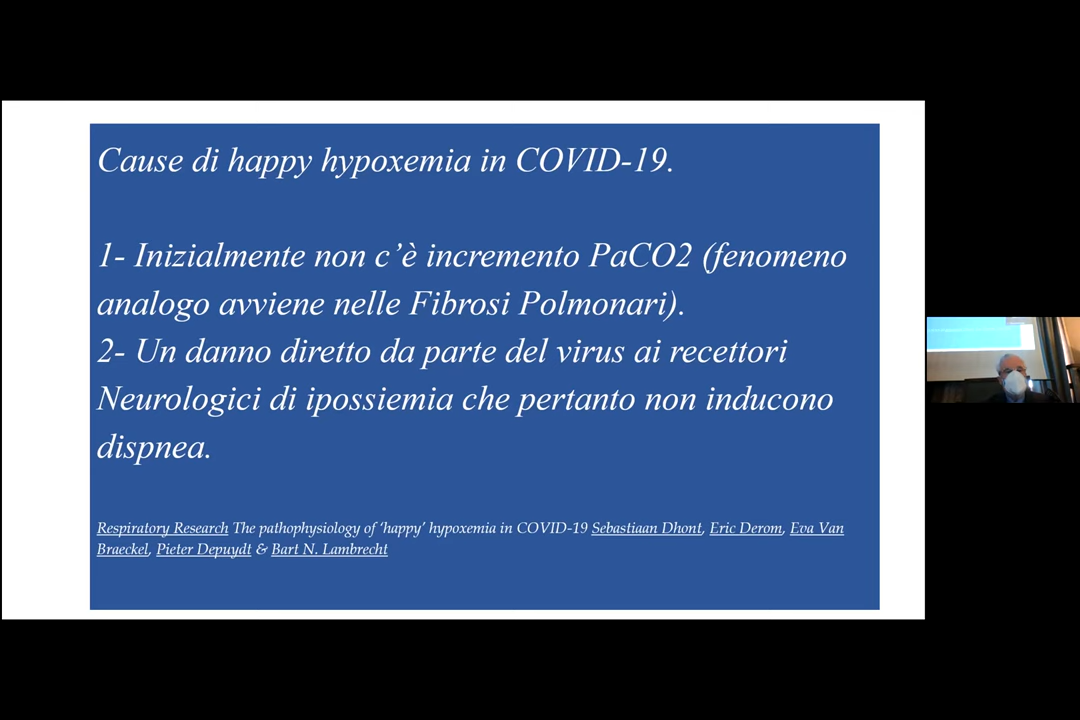 Cause di happy hypoxemia in COVID-19.
1- Inizialmente non c’è incremento PaCO2 (fenomeno
analogo avviene nelle Fibrosi Polmonari).
2- Un danno diretto da parte del virus ai recettori
Neurologici di ipossiemia che pertanto non inducono
dispnea.
Respiratory Research The pathophysiology of ‘happy’ hypoxemia in COVID-19 Sebastiaan Dhont, Eric Derom, Eva Van
Braeckel, Pieter Depuydt & Bart N. Lambrecht